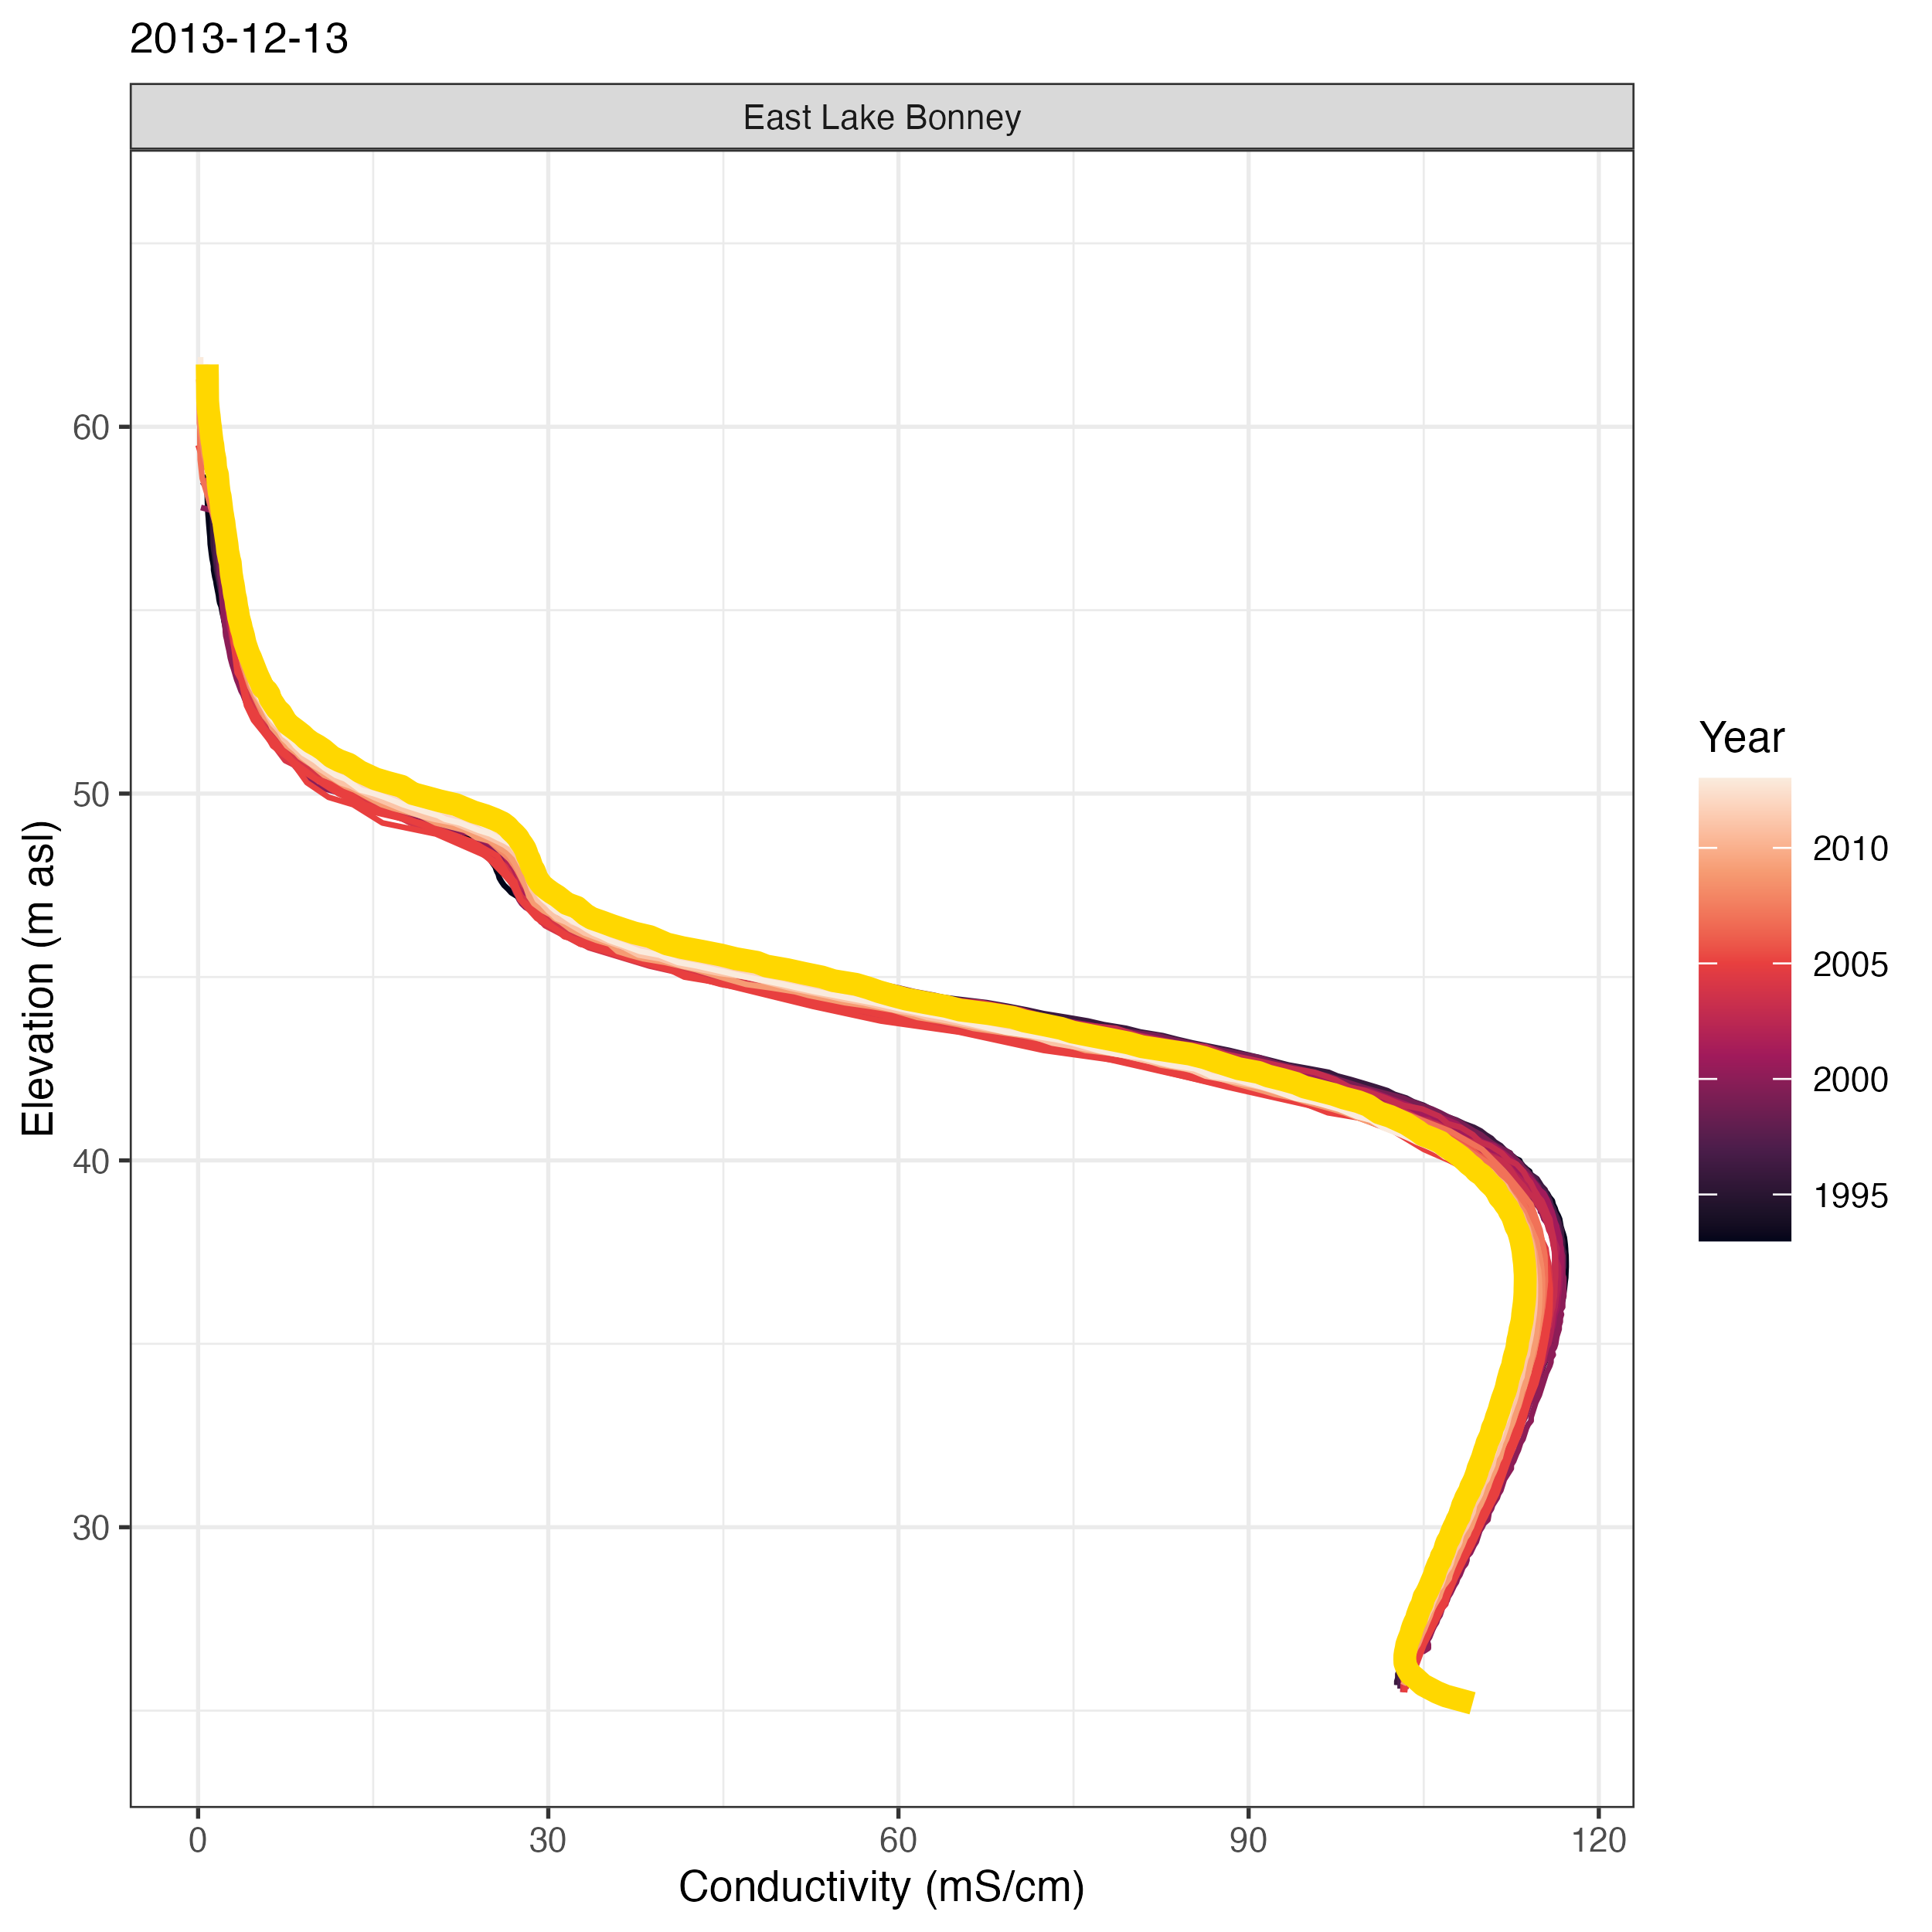 2013-12-13
East Lake Bonney
60
50
40
30
Elevation (m asl)
0 30 60 90 120
Conductivity (mS/cm)
Year
2010
2005
2000
1995